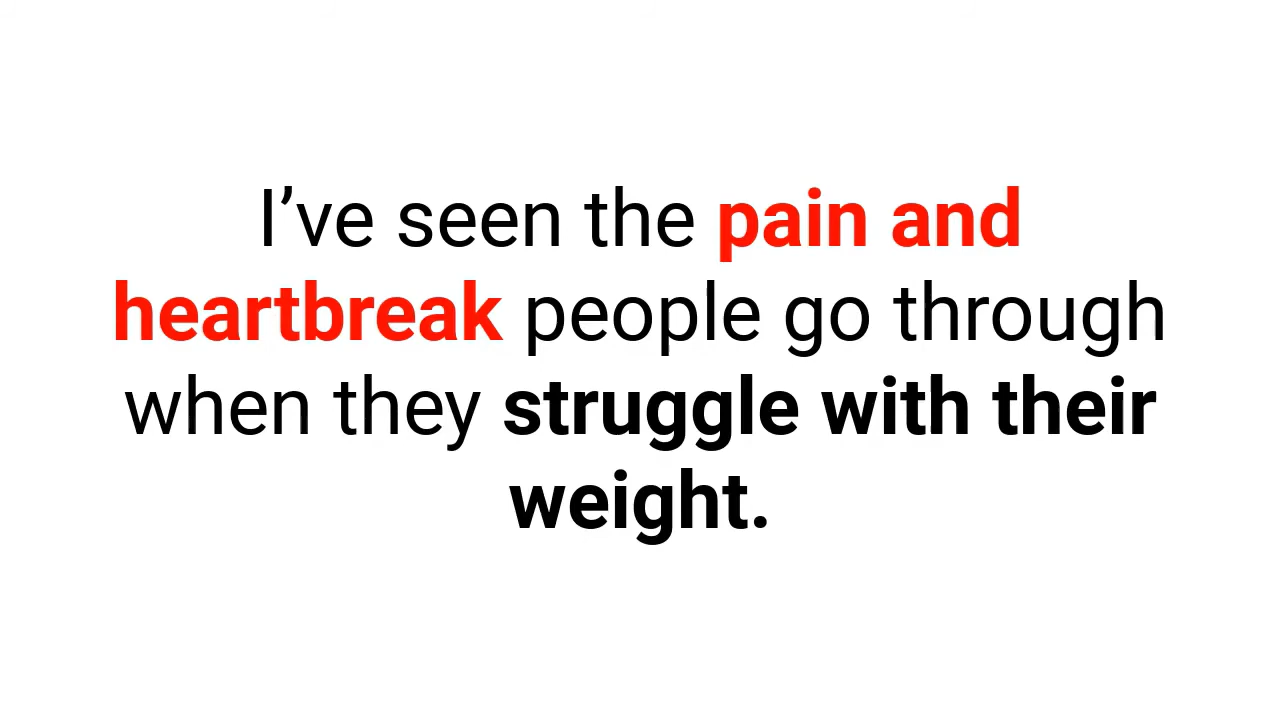 I’ve seen the pain and
heartbreak people go through
when they struggle with their
weight.